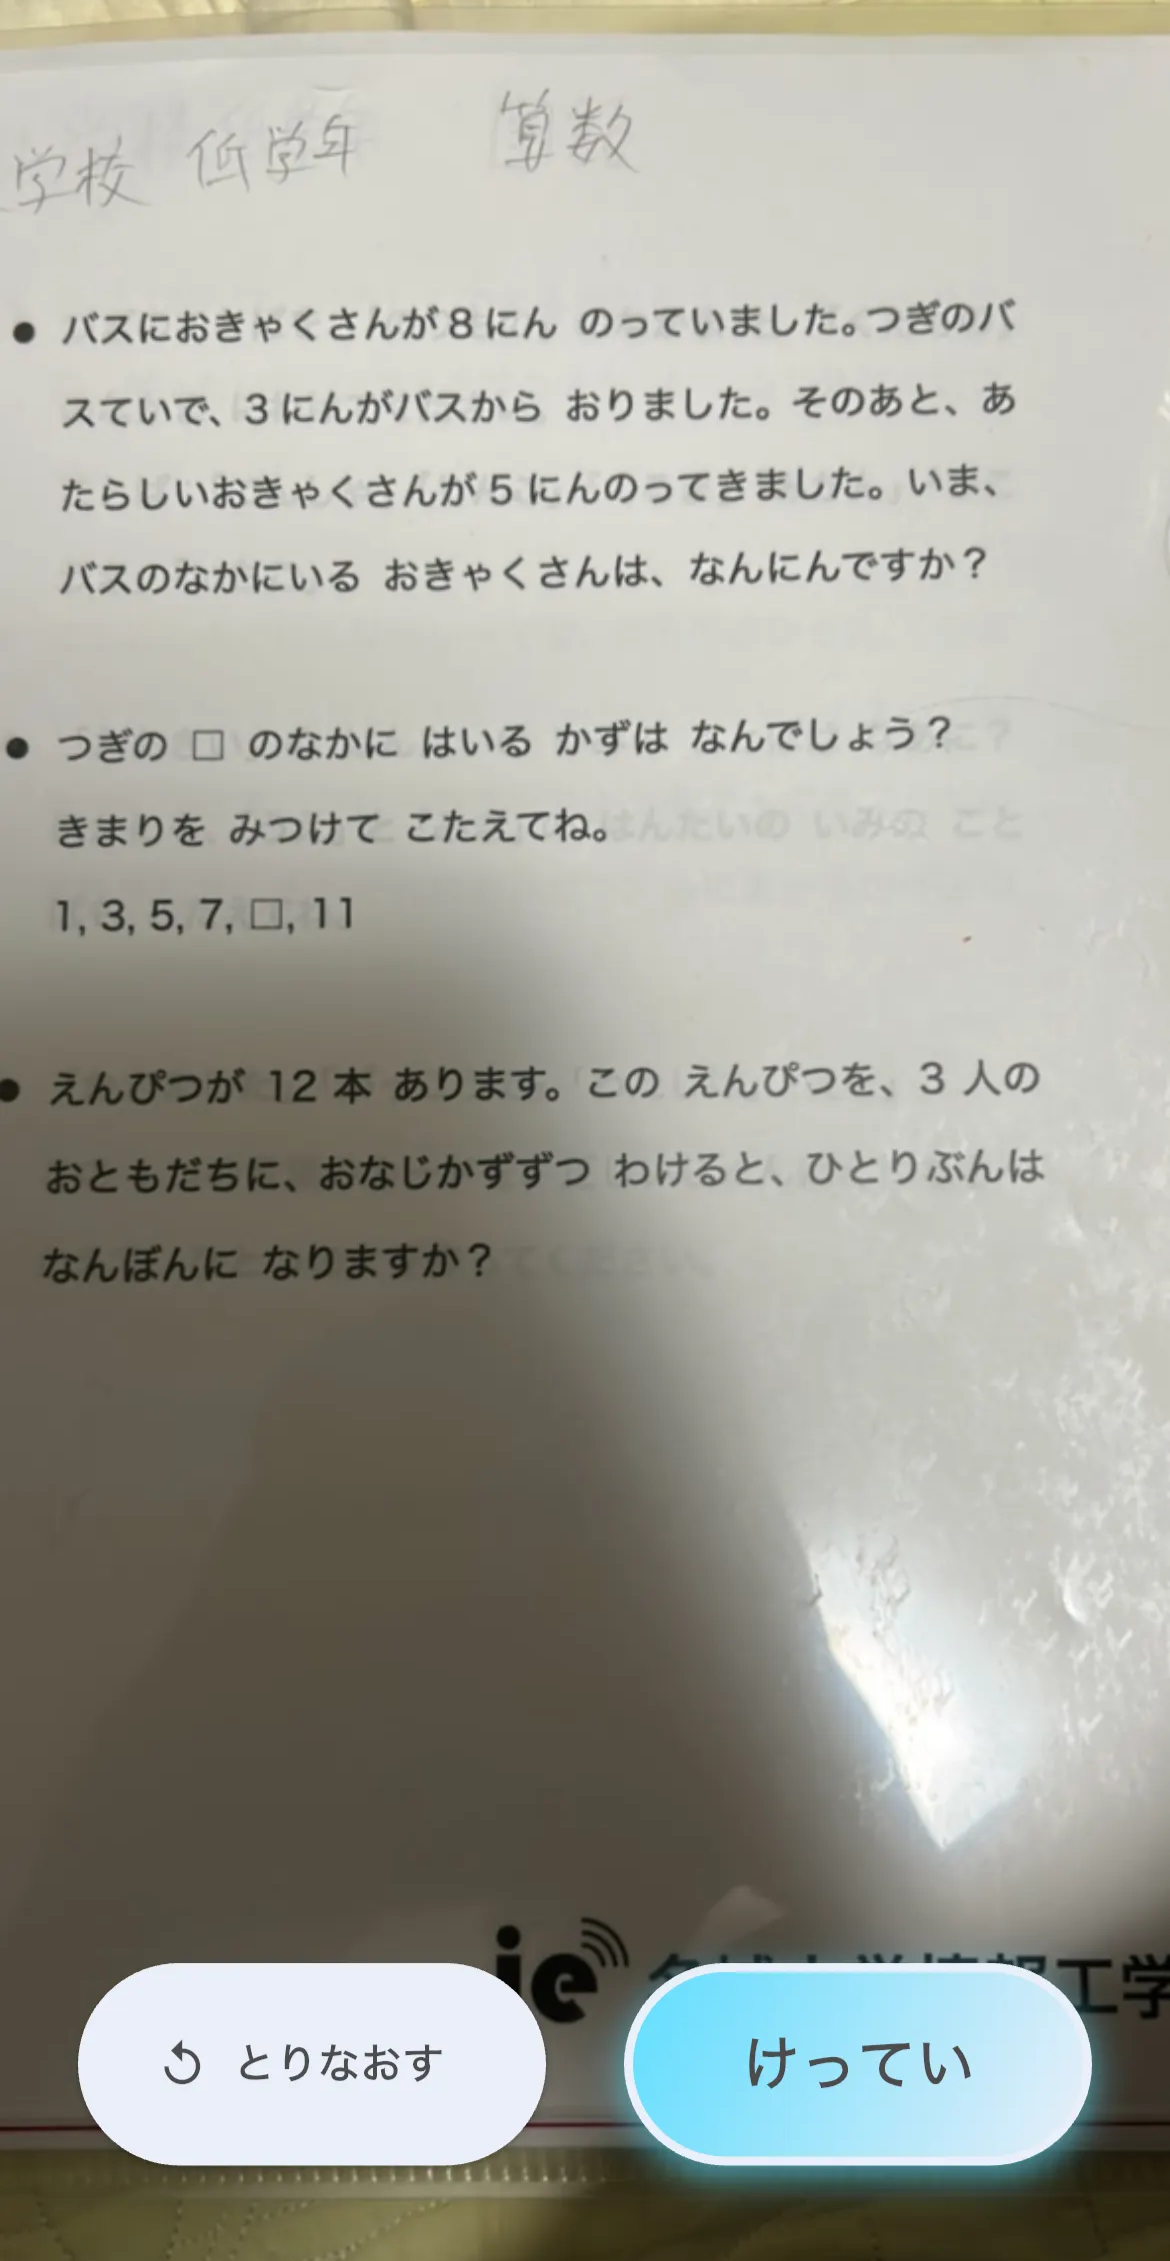 学校 低学年 算数
● バスにおきゃくさんが8にん のっていました。つぎのバ
スていで、3にんがバスから おりました。そのあと、あ
たらしいおきゃくさんが5にんのってきました。いま、
バスのなかにいる おきゃくさんは、なんにんですか?
● つぎの □ のなかに はいる かずは なんでしょう?
きまりを みつけて こたえてね。
1, 3, 5, 7, □, 11
● えんぴつが 12 本 あります。この えんぴつを、3 人の
おともだちに、おなじかずずつ わけると、ひとりぶんは
なんぼんに なりますか?
ie 工学
とりなおす
けってい